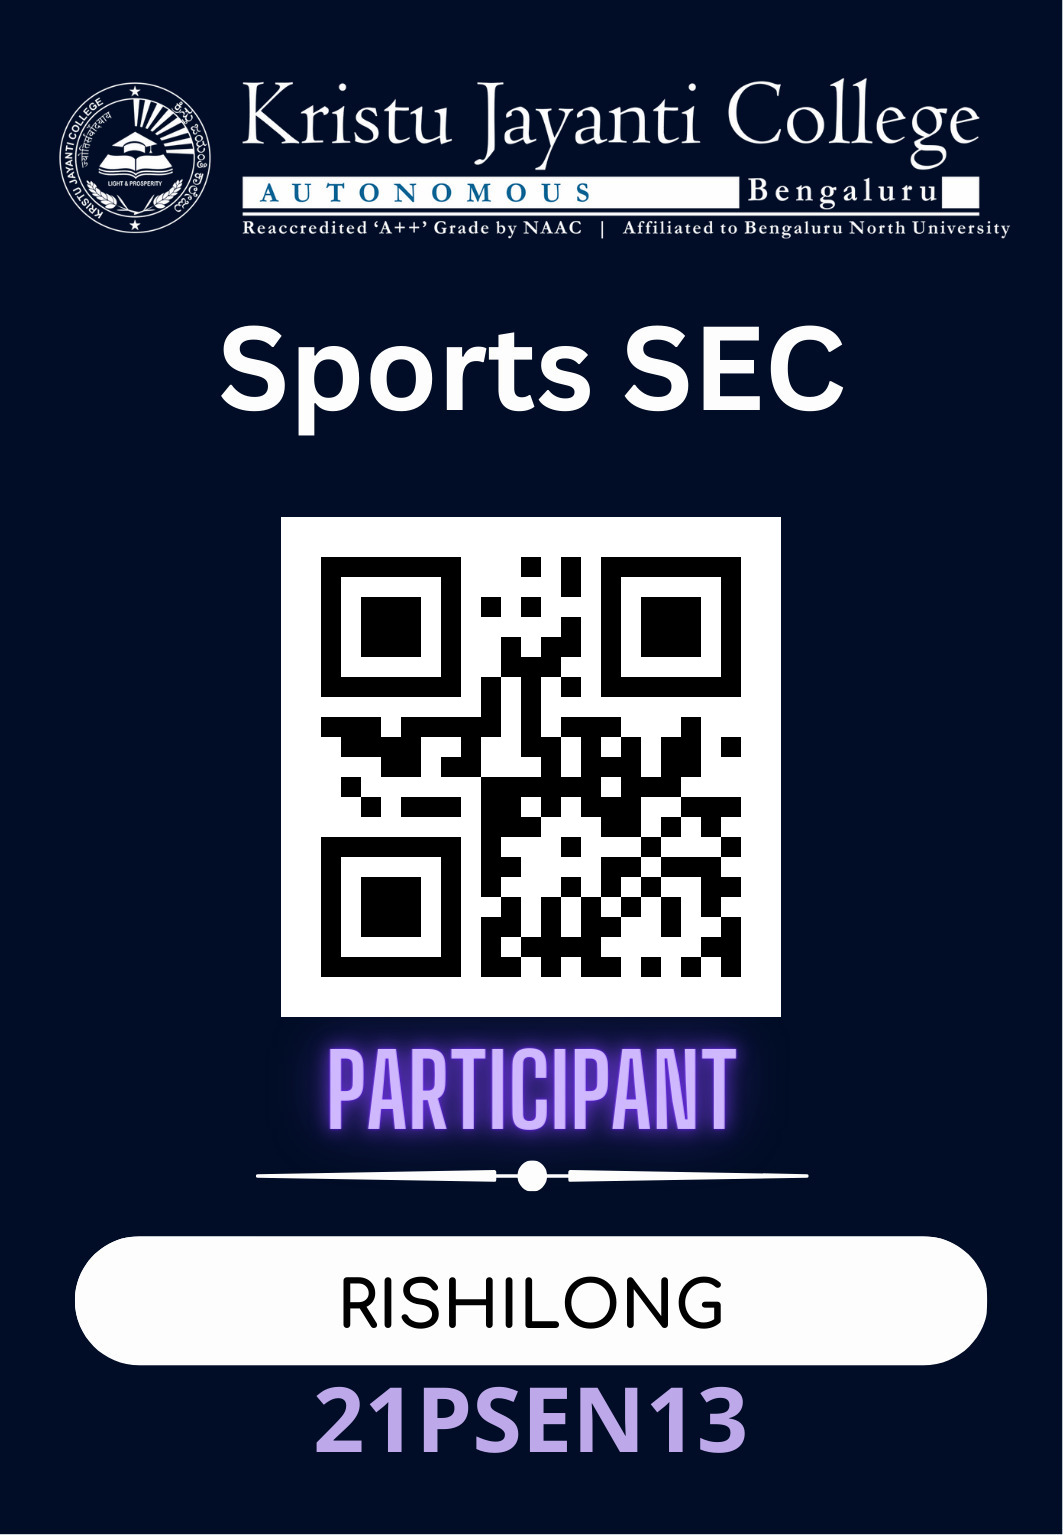 KRISTU JAYANTI COLLEGE
LIGHT & PROSPERITY
Kristu Jayanti College
AUTONOMOUS Bengaluru
Reaccredited ‘A++’ Grade by NAAC | Affiliated to Bengaluru North University
Sports SEC
PARTICIPANT
RISHILONG
21PSEN13